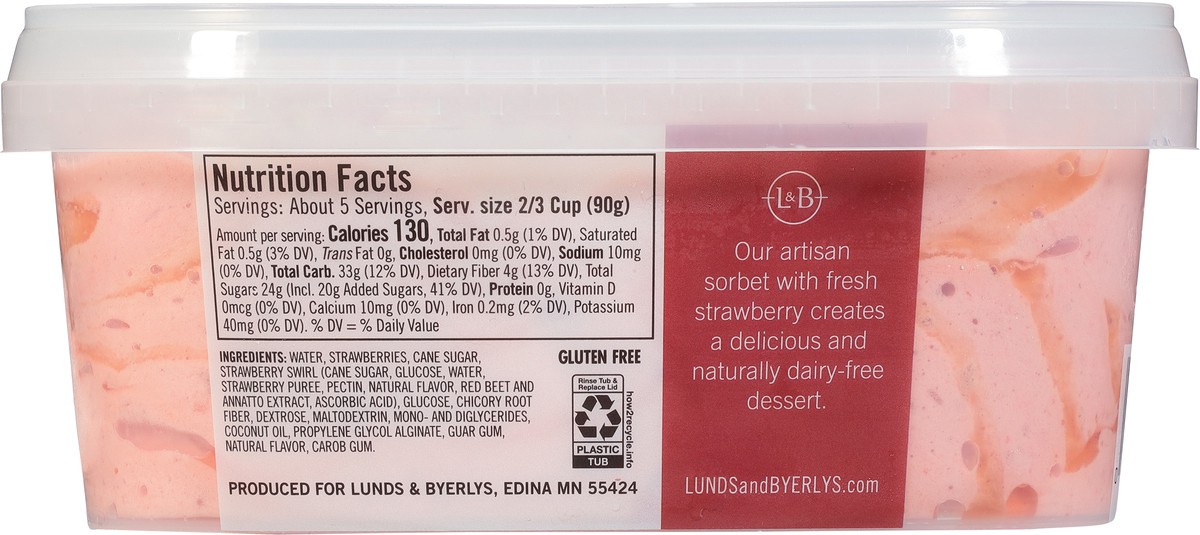 Nutrition Facts
Servings: About 5 Servings, Serv. size 2/3 Cup (90g)
Amount per serving: Calories 130, Total Fat 0.5g (1% DV), Saturated
Fat 0.5g (3% DV), Trans Fat 0g, Cholesterol 0mg (0% DV), Sodium 10mg
(0% DV), Total Carb. 33g (12% DV), Dietary Fiber 4g (13% DV), Total
Sugars 24g (Incl. 20g Added Sugars, 41% DV), Protein 0g, Vitamin D
0mcg (0% DV), Calcium 10mg (0% DV), Iron 0.2mg (2% DV), Potassium
40mg (0% DV). % DV = % Daily Value
INGREDIENTS: WATER, STRAWBERRIES, CANE SUGAR,
STRAWBERRY SWIRL (CANE SUGAR, GLUCOSE, WATER,
STRAWBERRY PUREE, PECTIN, NATURAL FLAVOR, RED BEET AND
ANNATTO EXTRACT, ASCORBIC ACID), GLUCOSE, CHICORY ROOT
FIBER, DEXTROSE, MALTODEXTRIN, MONO- AND DIGLYCERIDES,
COCONUT OIL, PROPYLENE GLYCOL ALGINATE, GUAR GUM,
NATURAL FLAVOR, CAROB GUM.
GLUTEN FREE
Rinse Tub &
Replace Lid
PLASTIC
TUB
how2recycle.info
PRODUCED FOR LUNDS & BYERLYS, EDINA MN 55424
L&B
Our artisan
sorbet with fresh
strawberry creates
a delicious and
naturally dairy-free
dessert.
LUNDSandBYERLYS.com